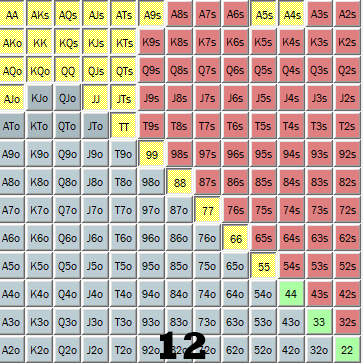 AA AKs AQs AJs ATs A9s A8s A7s A6s A5s A4s A3s A2s
AKo KK KQs KJs KTs K9s K8s K7s K6s K5s K4s K3s K2s
AQo KQo QQ QJs QTs Q9s Q8s Q7s Q6s Q5s Q4s Q3s Q2s
AJo KJo QJo JJ JTs J9s J8s J7s J6s J5s J4s J3s J2s
ATo KTo QTo JTo TT T9s T8s T7s T6s T5s T4s T3s T2s
A9o K9o Q9o J9o T9o 99 98s 97s 96s 95s 94s 93s 92s
A8o K8o Q8o J8o T8o 98o 88 87s 86s 85s 84s 83s 82s
A7o K7o Q7o J7o T7o 97o 87o 77 76s 75s 74s 73s 72s
A6o K6o Q6o J6o T6o 96o 86o 76o 66 65s 64s 63s 62s
A5o K5o Q5o J5o T5o 95o 85o 75o 65o 55 54s 53s 52s
A4o K4o Q4o J4o T4o 94o 84o 74o 64o 54o 44 43s 42s
A3o K3o Q3o J3o T3o 93o 83o 73o 63o 53o 43o 33 32s
A2o K2o Q2o J2o T2o 92o 62o 52o 42o 32o 22
12